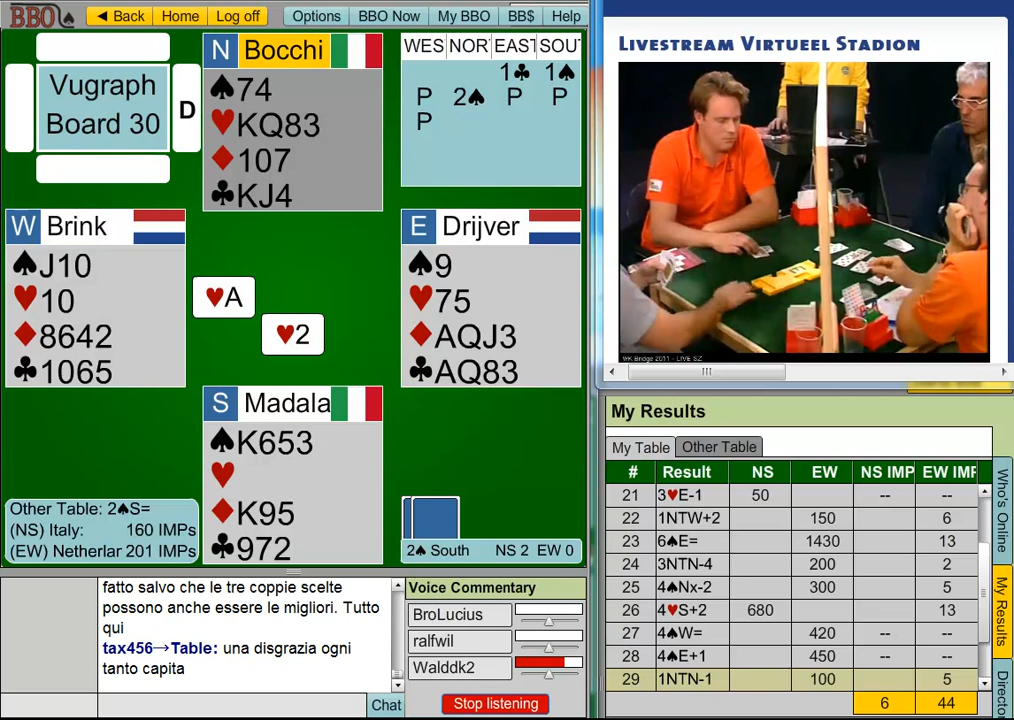 BBO
◄ Back
Home
Log off
Options
BBO Now
My BBO
BB$
Help
Vugraph
Board 30
D
N Bocchi
♠74
♥KQ83
♦107
♣KJ4
WES NOR EAST SOU
1♣ 1♠
P 2♠ P P
P
W Brink
♠J10
♥10
♦8642
♣1065
♥A
♥2
E Drijver
♠9
♥75
♦AQJ3
♣AQ83
S Madala
♠K653
♥
♦K95
♣972
Other Table: 2♠S=
(NS) Italy: 160 IMPs
(EW) Netherlar 201 IMPs
2♠ South NS 2 EW 0
fatto salvo che le tre coppie scelte
possono anche essere le migliori. Tutto
qui
tax456→Table: una disgrazia ogni
tanto capita
Chat
Voice Commentary
BroLucius
ralfwil
Walddk2
Stop listening
Livestream Virtueel Stadion
WK Bridge 2011 - LIVE SZ
My Results
My Table
Other Table
# Result NS EW NS IMP EW IMF
21 3♥E-1 50 -- --
22 1NTW+2 150 6
23 6♠E= 1430 13
24 3NTN-4 200 2
25 4♠Nx-2 300 5
26 4♥S+2 680 13
27 4♠W= 420 -- --
28 4♠E+1 450 -- --
29 1NTN-1 100 5
6 44
Who's Online
My Results
Director